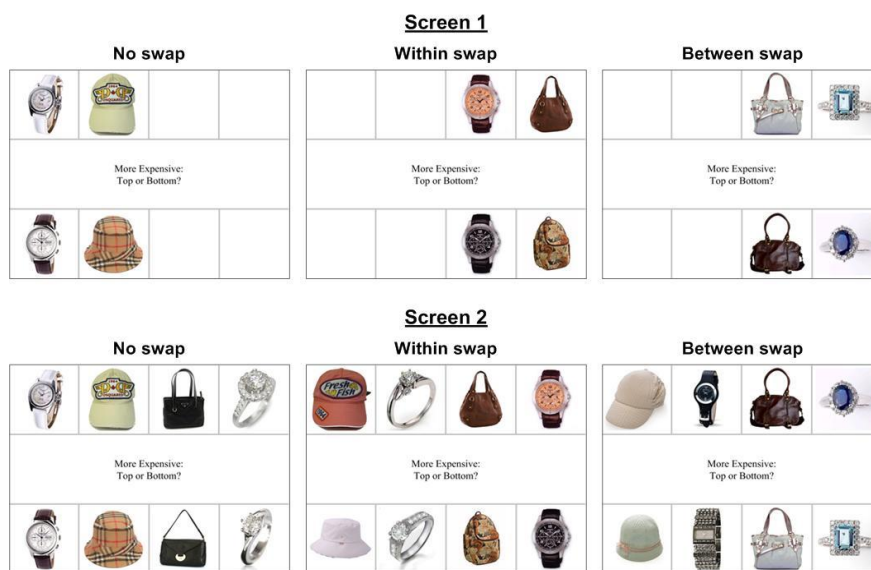 Screen 1
No swap
Within swap
Between swap
More Expensive:
Top or Bottom?
More Expensive:
Top or Bottom?
More Expensive:
Top or Bottom?
Screen 2
No swap
Within swap
Between swap
Fresh
Fish
More Expensive:
Top or Bottom?
More Expensive:
Top or Bottom?
More Expensive:
Top or Bottom?